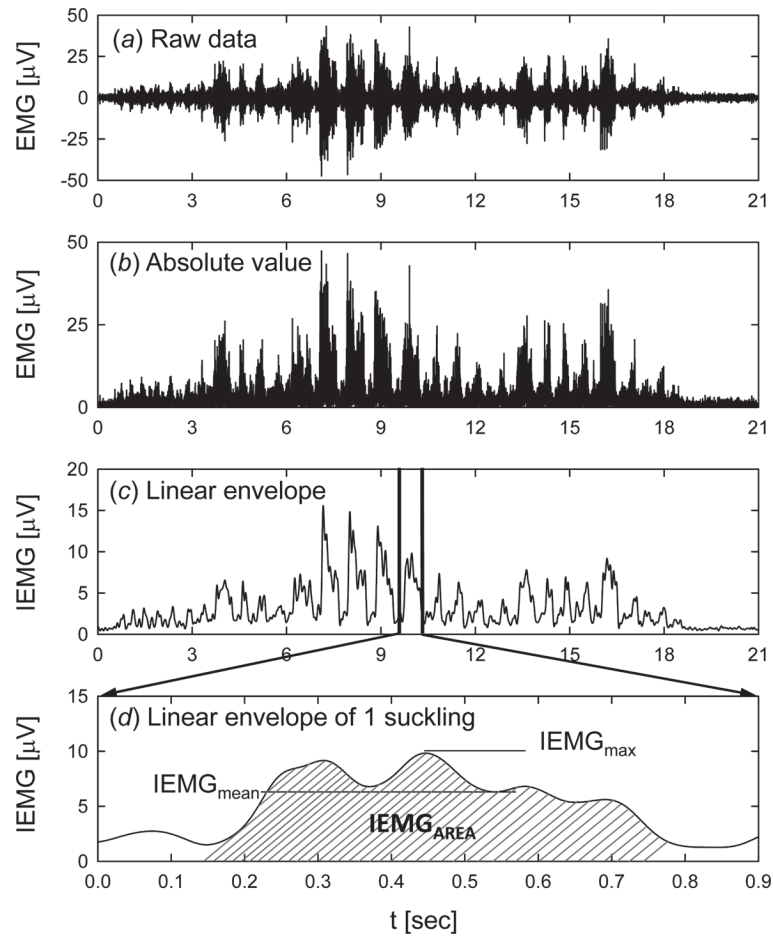 50
(a) Raw data
25
EMG [μV]
0
-25
-50
0 3 6 9 12 15 18 21
50
(b) Absolute value
EMG [μV]
25
0
0 3 6 9 12 15 18 21
20
(c) Linear envelope
15
IEMG [μV]
10
5
0
0 3 6 9 12 15 18 21
15
(d) Linear envelope of 1 suckling
IEMGmax
10
IEMG [μV]
IEMGmean
5
IEMGAREA
0
0.0 0.1 0.2 0.3 0.4 0.5 0.6 0.7 0.8 0.9
t [sec]